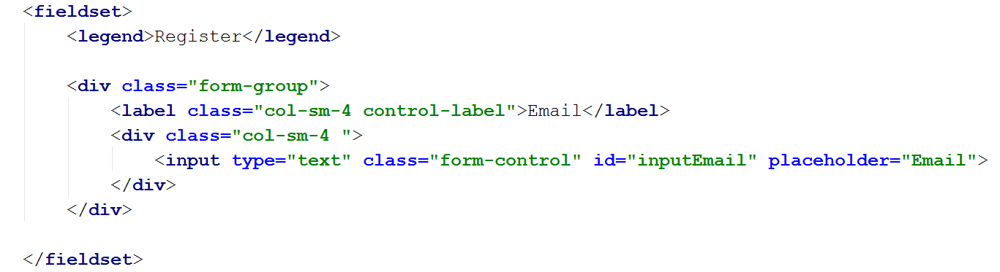 <fieldset>
    <legend>Register</legend>

    <div class="form-group">
        <label class="col-sm-4 control-label">Email</label>
        <div class="col-sm-4 ">
            <input type="text" class="form-control" id="inputEmail" placeholder="Email">
        </div>
    </div>

</fieldset>